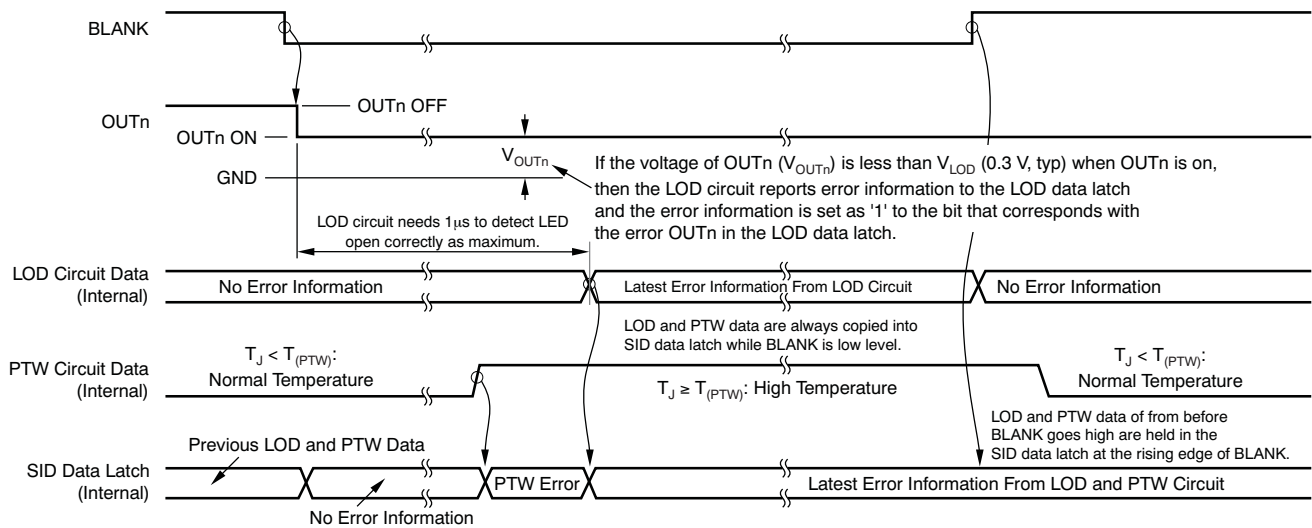 BLANK
OUTn OFF
OUTn
OUTn ON
V_OUTn
If the voltage of OUTn (V_OUTn) is less than V_LOD (0.3 V, typ) when OUTn is on,
then the LOD circuit reports error information to the LOD data latch
and the error information is set as '1' to the bit that corresponds with
the error OUTn in the LOD data latch.
GND
LOD circuit needs 1μs to detect LED
open correctly as maximum.
LOD Circuit Data
(Internal)
No Error Information
Latest Error Information From LOD Circuit
No Error Information
LOD and PTW data are always copied into
SID data latch while BLANK is low level.
PTW Circuit Data
(Internal)
T_J < T_(PTW):
Normal Temperature
T_J ≥ T_(PTW): High Temperature
T_J < T_(PTW):
Normal Temperature
LOD and PTW data of from before
BLANK goes high are held in the
SID data latch at the rising edge of BLANK.
Previous LOD and PTW Data
SID Data Latch
(Internal)
PTW Error
Latest Error Information From LOD and PTW Circuit
No Error Information